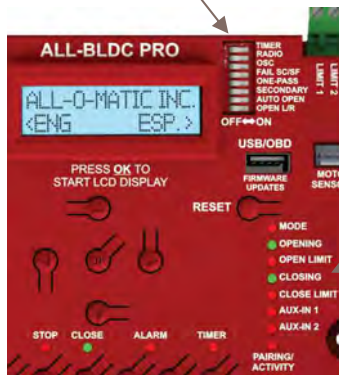 ALL-BLDC PRO
TIMER
RADIO
OSC
FAIL SC/SF
ONE-PASS
SECONDARY
AUTO OPEN
OPEN L/R
OFF⇔ON
LIMIT 1
LIMIT 2
ALL-O-MATIC INC.
<ENG ESP.>
PRESS OK TO
START LCD DISPLAY
USB/OBD
FIRMWARE
UPDATES
RESET
OK
MODE
OPENING
OPEN LIMIT
CLOSING
CLOSE LIMIT
AUX-IN 1
AUX-IN 2
STOP CLOSE ALARM TIMER
PAIRING/
ACTIVITY